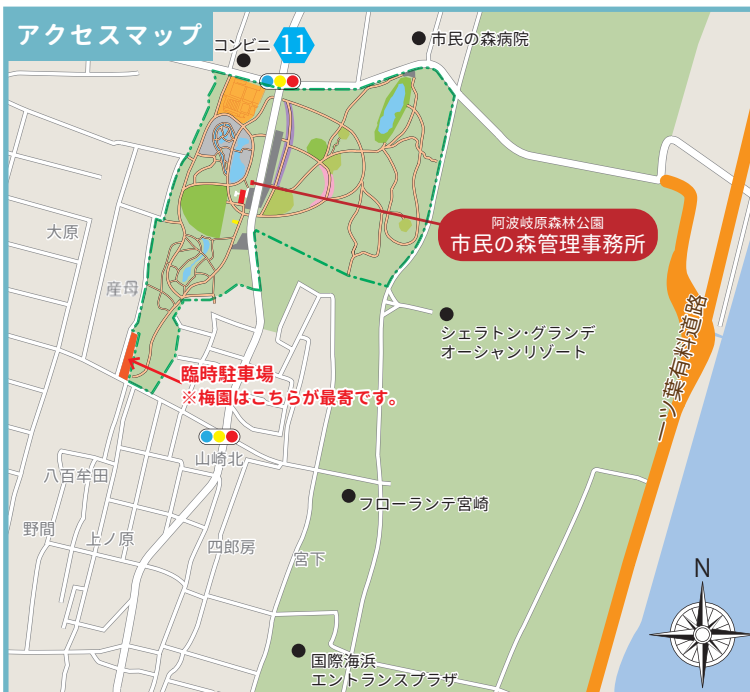 アクセスマップ
コンビニ
11
市民の森病院
阿波岐原森林公園
市民の森管理事務所
大原
産母
シェラトン・グランデ
オーシャンリゾート
一ツ葉有料道路
臨時駐車場
※梅園はこちらが最寄です。
山崎北
八百牟田
フローランテ宮崎
野間
上ノ原
四郎房
宮下
N
国際海浜
エントランスプラザ